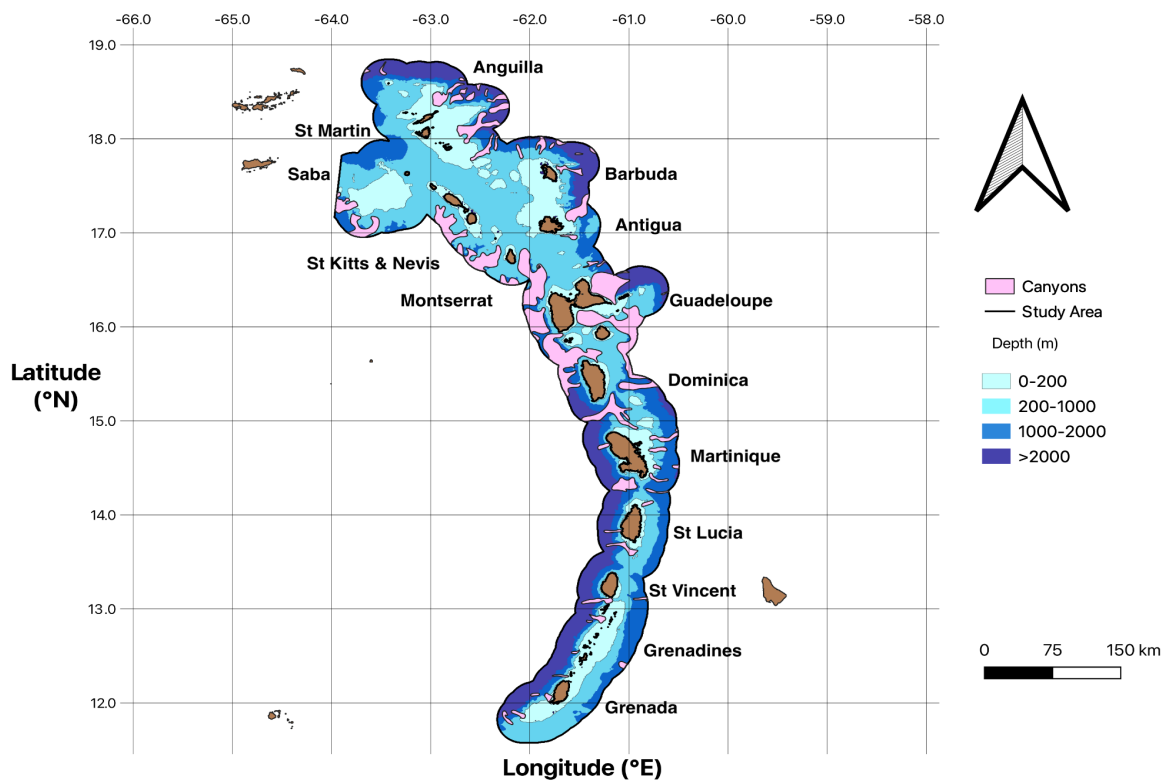 -66.0 -65.0 -64.0 -63.0 -62.0 -61.0 -60.0 -59.0 -58.0
19.0
Anguilla
St Martin
18.0
Saba
Barbuda
Antigua
17.0
St Kitts & Nevis
Montserrat
Guadeloupe
16.0
Latitude
(°N)
Dominica
15.0
Martinique
14.0
St Lucia
St Vincent
13.0
Grenadines
12.0
Grenada
Longitude (°E)
Canyons
Study Area
Depth (m)
0-200
200-1000
1000-2000
>2000
0 75 150 km